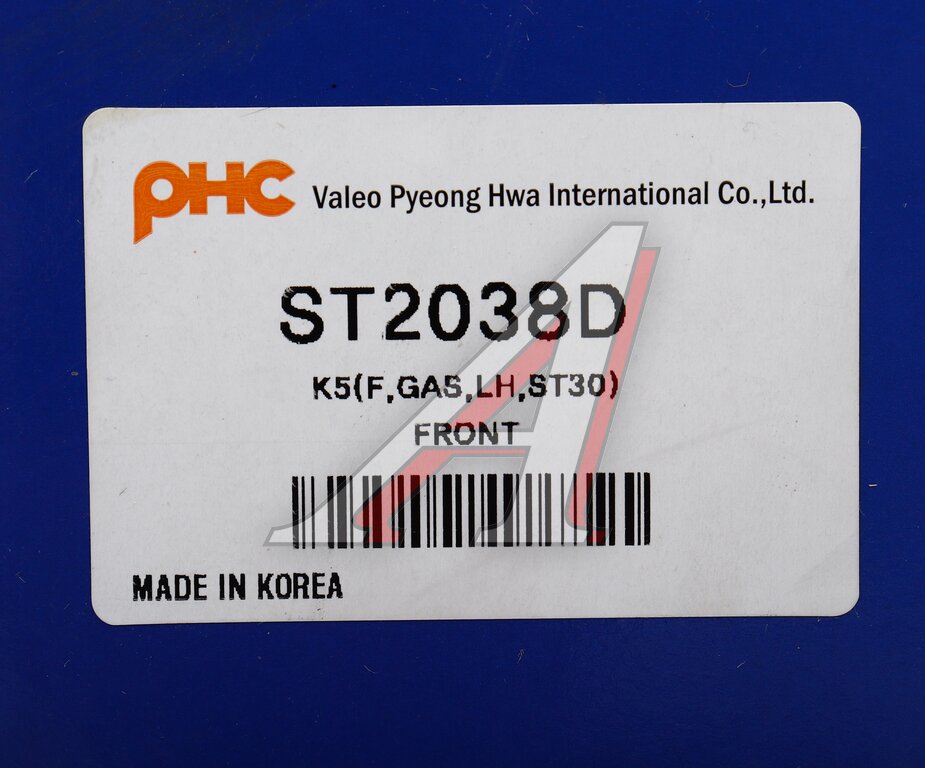 PHC Valeo Pyeong Hwa International Co.,Ltd.
ST2038D
K5(F,GAS,LH,ST30)
FRONT
MADE IN KOREA